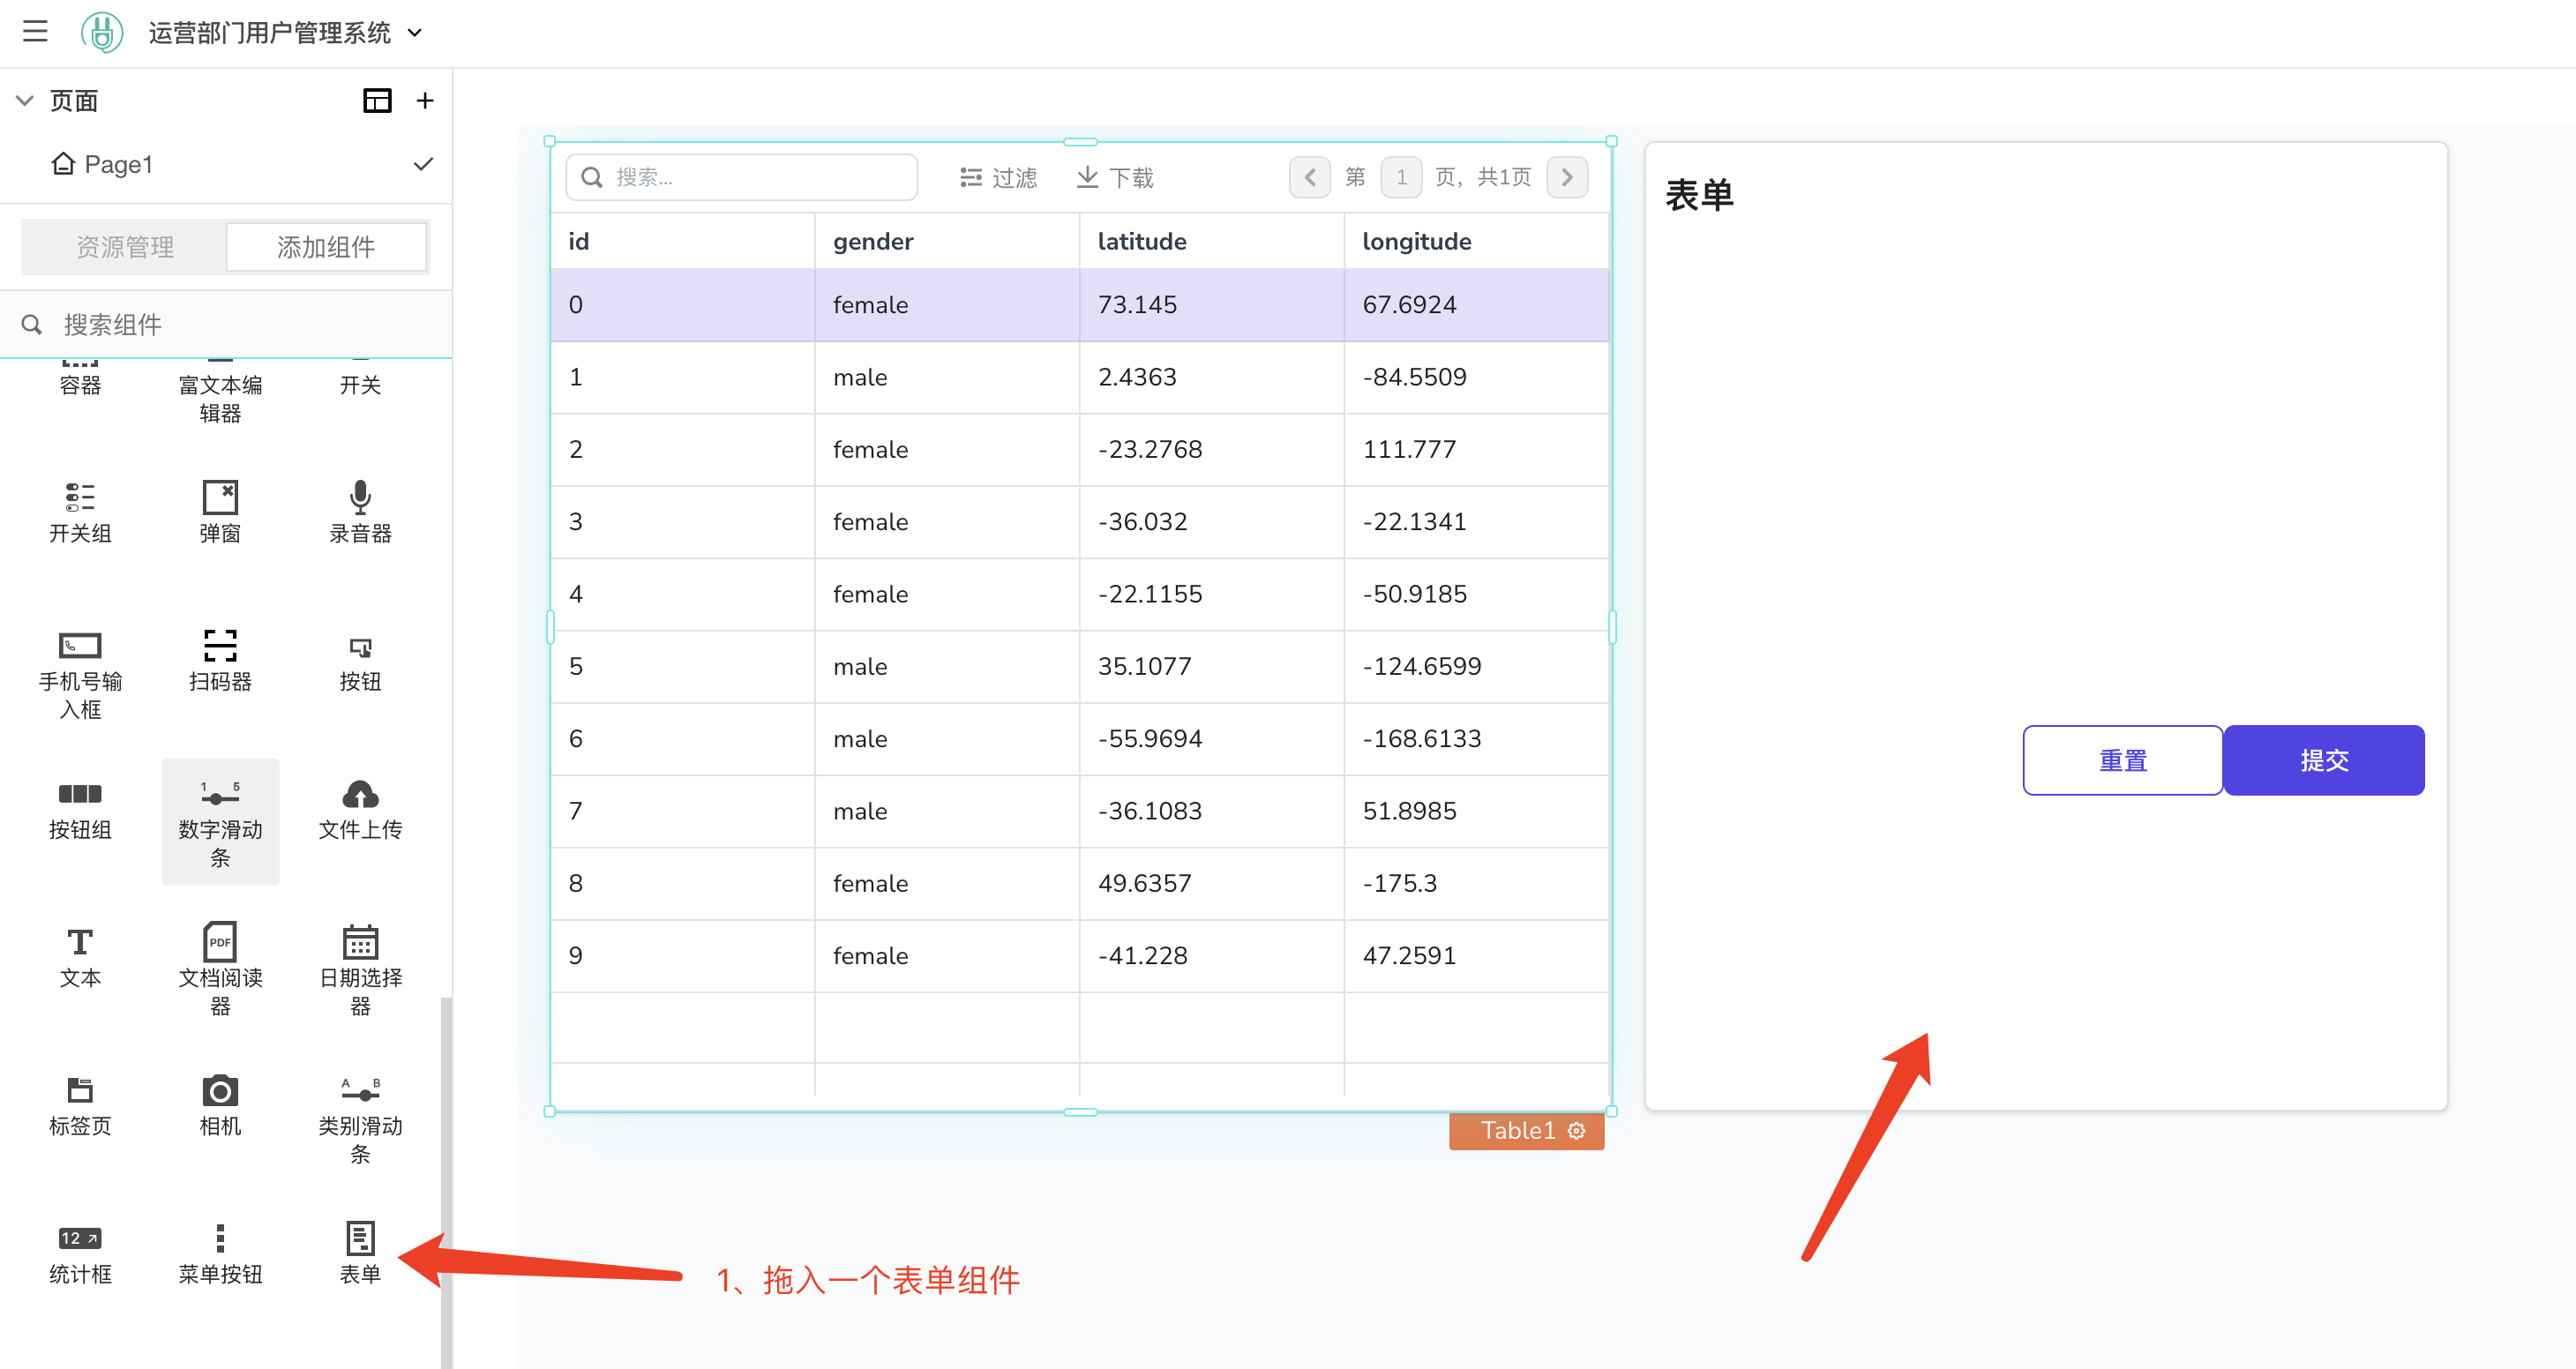 运营部门用户管理系统
页面
Page1
资源管理 添加组件
搜索组件
容器 富文本编辑器 开关
开关组 弹窗 录音器
手机号输入框 扫码器 按钮
1 5
按钮组 数字滑动条 文件上传
T PDF
文本 文档阅读器 日期选择器
A B
标签页 相机 类别滑动条
12
统计框 菜单按钮 表单
搜索... 过滤 下载 第 1 页，共1页
id gender latitude longitude
0 female 73.145 67.6924
1 male 2.4363 -84.5509
2 female -23.2768 111.777
3 female -36.032 -22.1341
4 female -22.1155 -50.9185
5 male 35.1077 -124.6599
6 male -55.9694 -168.6133
7 male -36.1083 51.8985
8 female 49.6357 -175.3
9 female -41.228 47.2591
Table1
表单
重置 提交
1、拖入一个表单组件